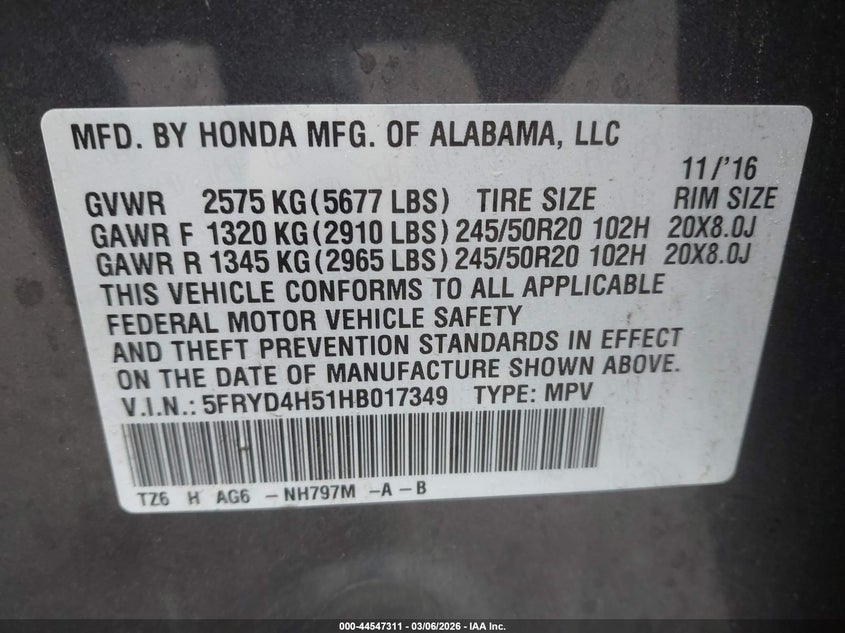 MFD. BY HONDA MFG. OF ALABAMA, LLC
11/'16
GVWR 2575 KG (5677 LBS) TIRE SIZE RIM SIZE
GAWR F 1320 KG (2910 LBS) 245/50R20 102H 20X8.0J
GAWR R 1345 KG (2965 LBS) 245/50R20 102H 20X8.0J
THIS VEHICLE CONFORMS TO ALL APPLICABLE
FEDERAL MOTOR VEHICLE SAFETY
AND THEFT PREVENTION STANDARDS IN EFFECT
ON THE DATE OF MANUFACTURE SHOWN ABOVE.
V.I.N.: 5FRYD4H51HB017349 TYPE: MPV
TZ6 H AG6 -NH797M -A-B
000-44547311 - 03/06/2026 - IAA Inc.